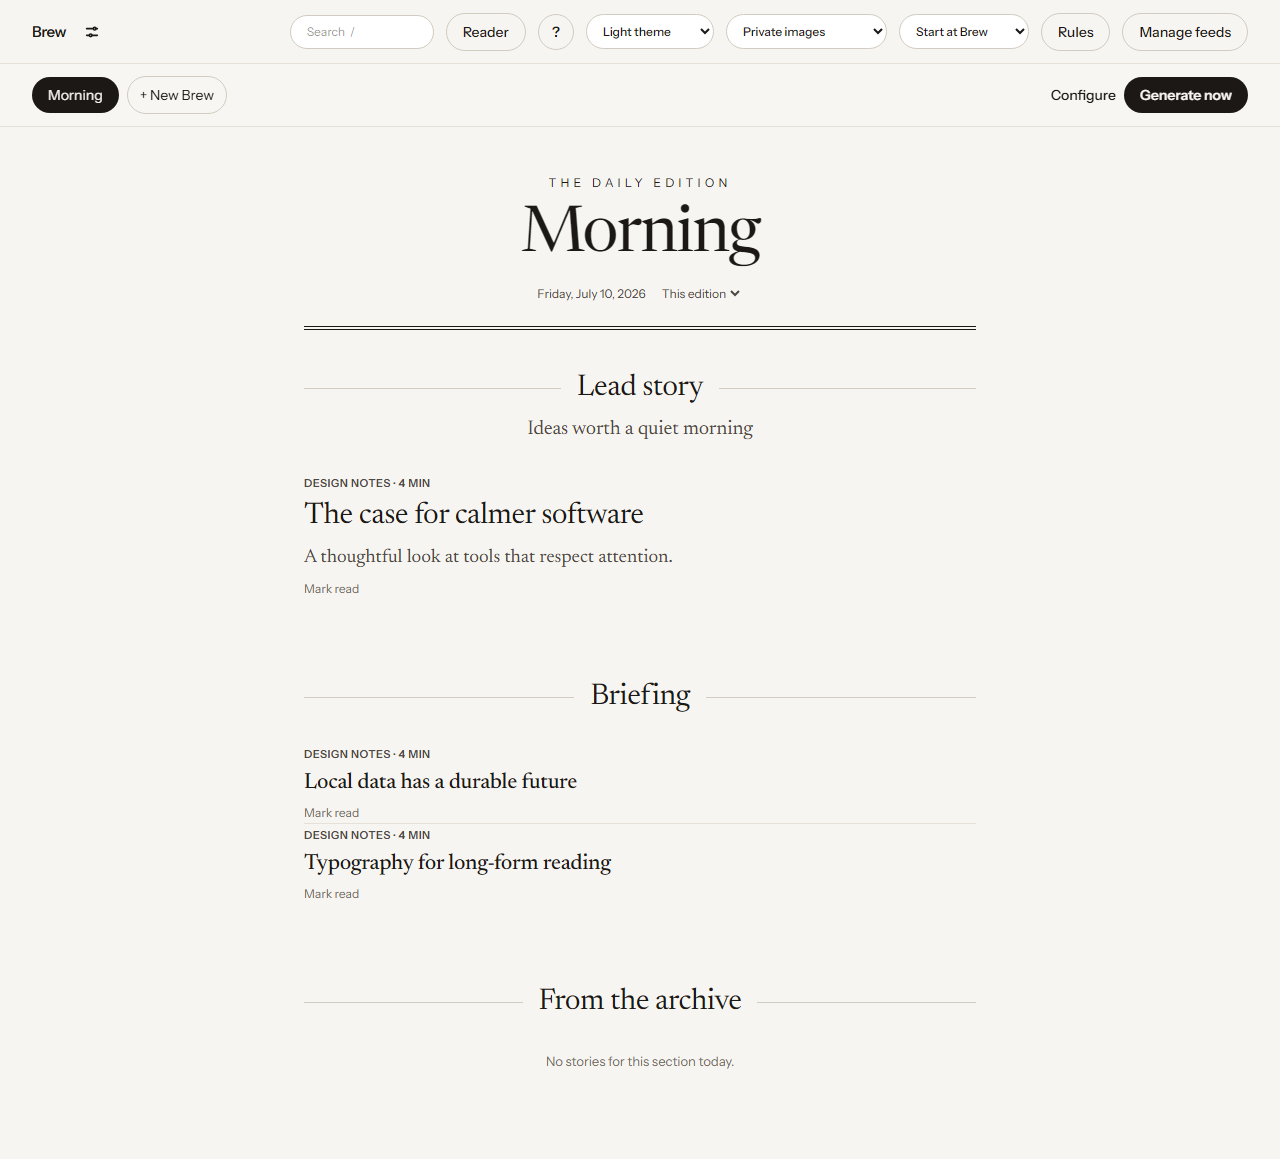 Brew
Search /
Reader
?
Light theme
Private images
Start at Brew
Rules
Manage feeds
Morning
+ New Brew
Configure
Generate now
THE DAILY EDITION
Morning
Friday, July 10, 2026 This edition
Lead story
Ideas worth a quiet morning
DESIGN NOTES · 4 MIN
The case for calmer software
A thoughtful look at tools that respect attention.
Mark read
Briefing
DESIGN NOTES · 4 MIN
Local data has a durable future
Mark read
DESIGN NOTES · 4 MIN
Typography for long-form reading
Mark read
From the archive
No stories for this section today.